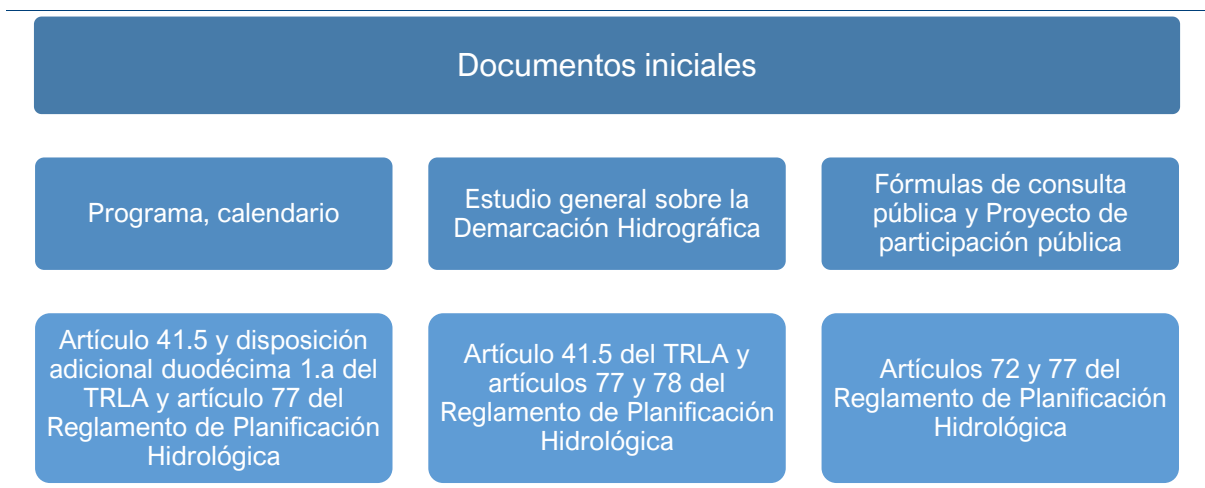 Documentos iniciales
Programa, calendario
Estudio general sobre la
Demarcación Hidrográfica
Fórmulas de consulta
pública y Proyecto de
participación pública
Artículo 41.5 y disposición
adicional duodécima 1.a del
TRLA y artículo 77 del
Reglamento de Planificación
Hidrológica
Artículo 41.5 del TRLA y
artículos 77 y 78 del
Reglamento de Planificación
Hidrológica
Artículos 72 y 77 del
Reglamento de Planificación
Hidrológica